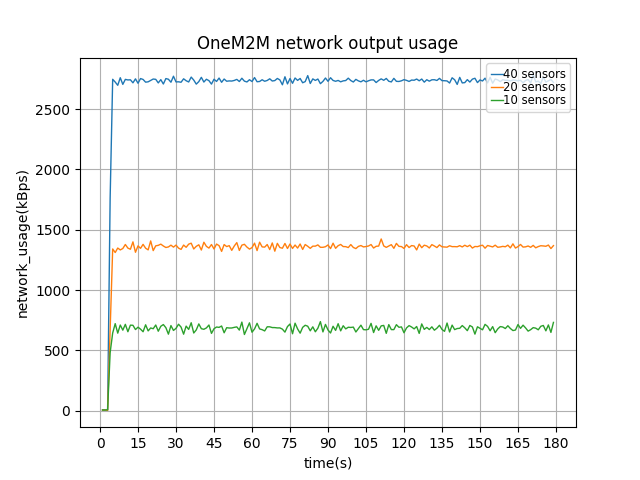 OneM2M network output usage
40 sensors
20 sensors
10 sensors
network_usage(kBps)
2500
2000
1500
1000
500
0
0 15 30 45 60 75 90 105 120 135 150 165 180
time(s)